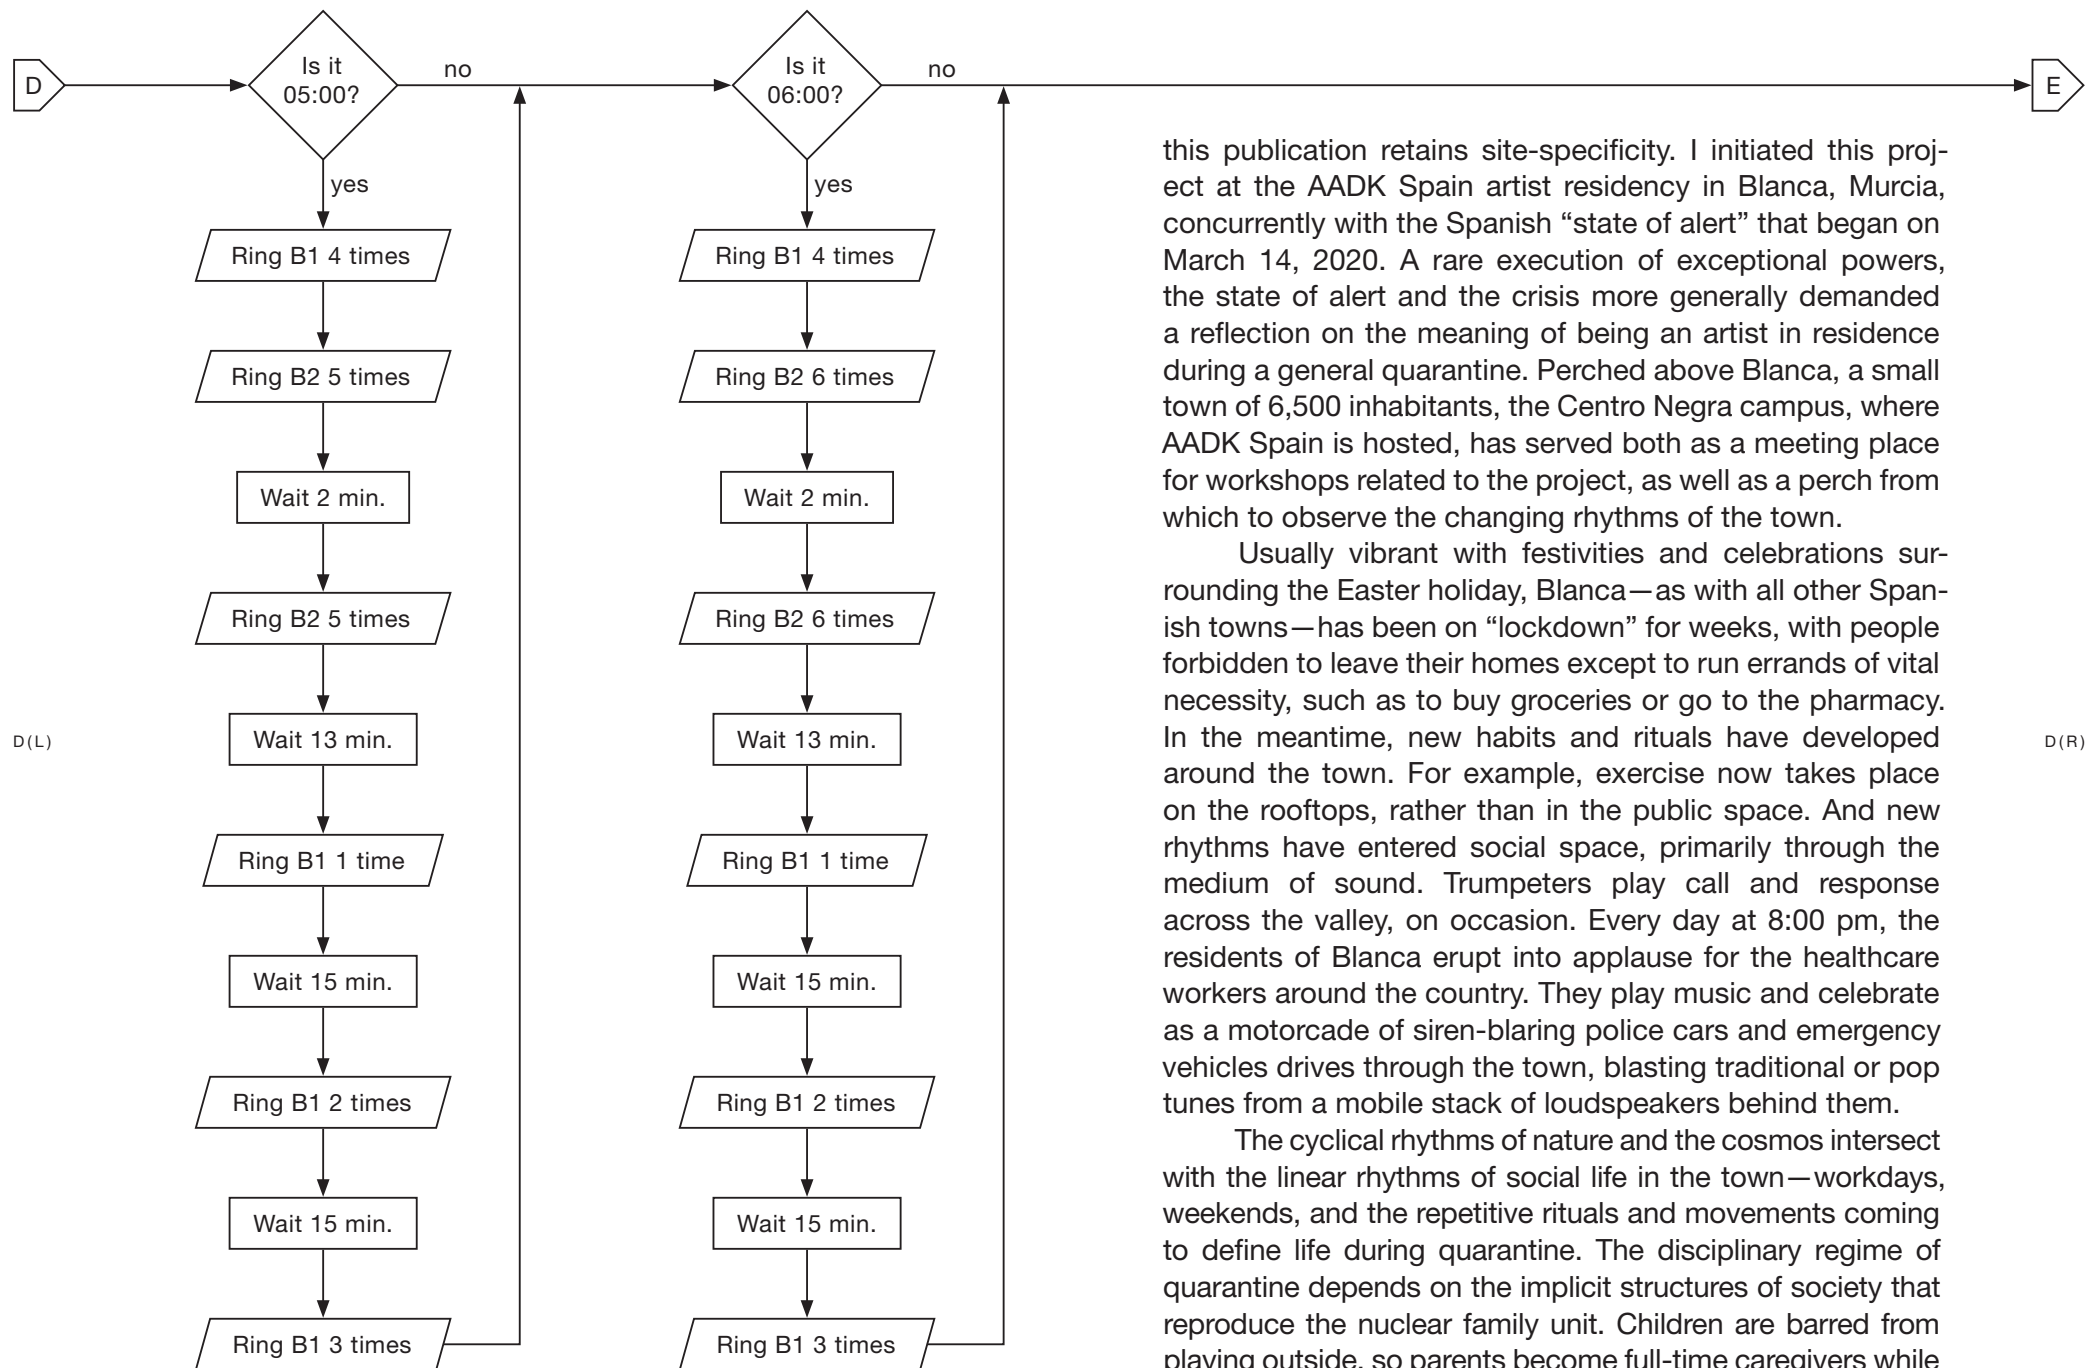 D
Is it
05:00?
no
yes
Ring B1 4 times
Ring B2 5 times
Wait 2 min.
Ring B2 5 times
Wait 13 min.
Ring B1 1 time
Wait 15 min.
Ring B1 2 times
Wait 15 min.
Ring B1 3 times
Is it
06:00?
no
yes
Ring B1 4 times
Ring B2 6 times
Wait 2 min.
Ring B2 6 times
Wait 13 min.
Ring B1 1 time
Wait 15 min.
Ring B1 2 times
Wait 15 min.
Ring B1 3 times
E
D(L)
this publication retains site-specificity. I initiated this proj-
ect at the AADK Spain artist residency in Blanca, Murcia,
concurrently with the Spanish “state of alert” that began on
March 14, 2020. A rare execution of exceptional powers,
the state of alert and the crisis more generally demanded
a reflection on the meaning of being an artist in residence
during a general quarantine. Perched above Blanca, a small
town of 6,500 inhabitants, the Centro Negra campus, where
AADK Spain is hosted, has served both as a meeting place
for workshops related to the project, as well as a perch from
which to observe the changing rhythms of the town.
Usually vibrant with festivities and celebrations sur-
rounding the Easter holiday, Blanca—as with all other Span-
ish towns—has been on “lockdown” for weeks, with people
forbidden to leave their homes except to run errands of vital
necessity, such as to buy groceries or go to the pharmacy.
In the meantime, new habits and rituals have developed
around the town. For example, exercise now takes place
on the rooftops, rather than in the public space. And new
rhythms have entered social space, primarily through the
medium of sound. Trumpeters play call and response
across the valley, on occasion. Every day at 8:00 pm, the
residents of Blanca erupt into applause for the healthcare
workers around the country. They play music and celebrate
as a motorcade of siren-blaring police cars and emergency
vehicles drives through the town, blasting traditional or pop
tunes from a mobile stack of loudspeakers behind them.
The cyclical rhythms of nature and the cosmos intersect
with the linear rhythms of social life in the town—workdays,
weekends, and the repetitive rituals and movements coming
to define life during quarantine. The disciplinary regime of
quarantine depends on the implicit structures of society that
reproduce the nuclear family unit. Children are barred from
playing outside, so parents become full-time caregivers while
D(R)